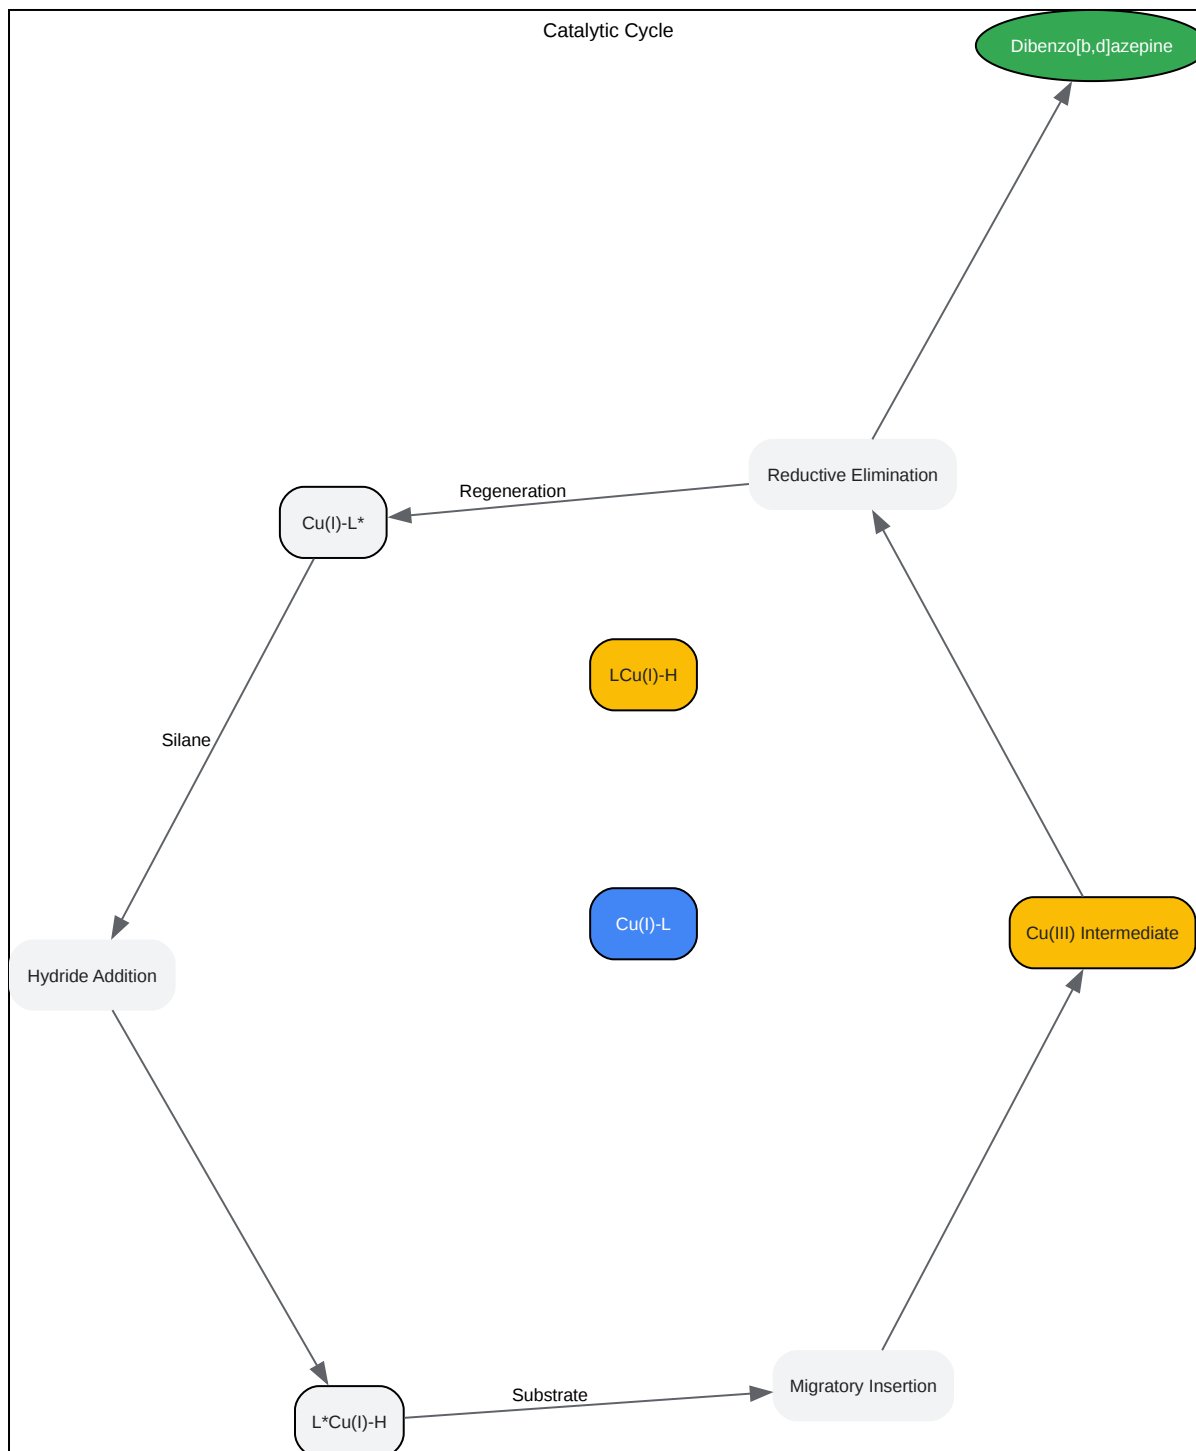 Catalytic Cycle
Dibenzo[b,d]azepine
Reductive Elimination
Regeneration
Cu(I)-L*
LCu(I)-H
Silane
Cu(I)-L
Cu(III) Intermediate
Hydride Addition
Migratory Insertion
Substrate
L*Cu(I)-H